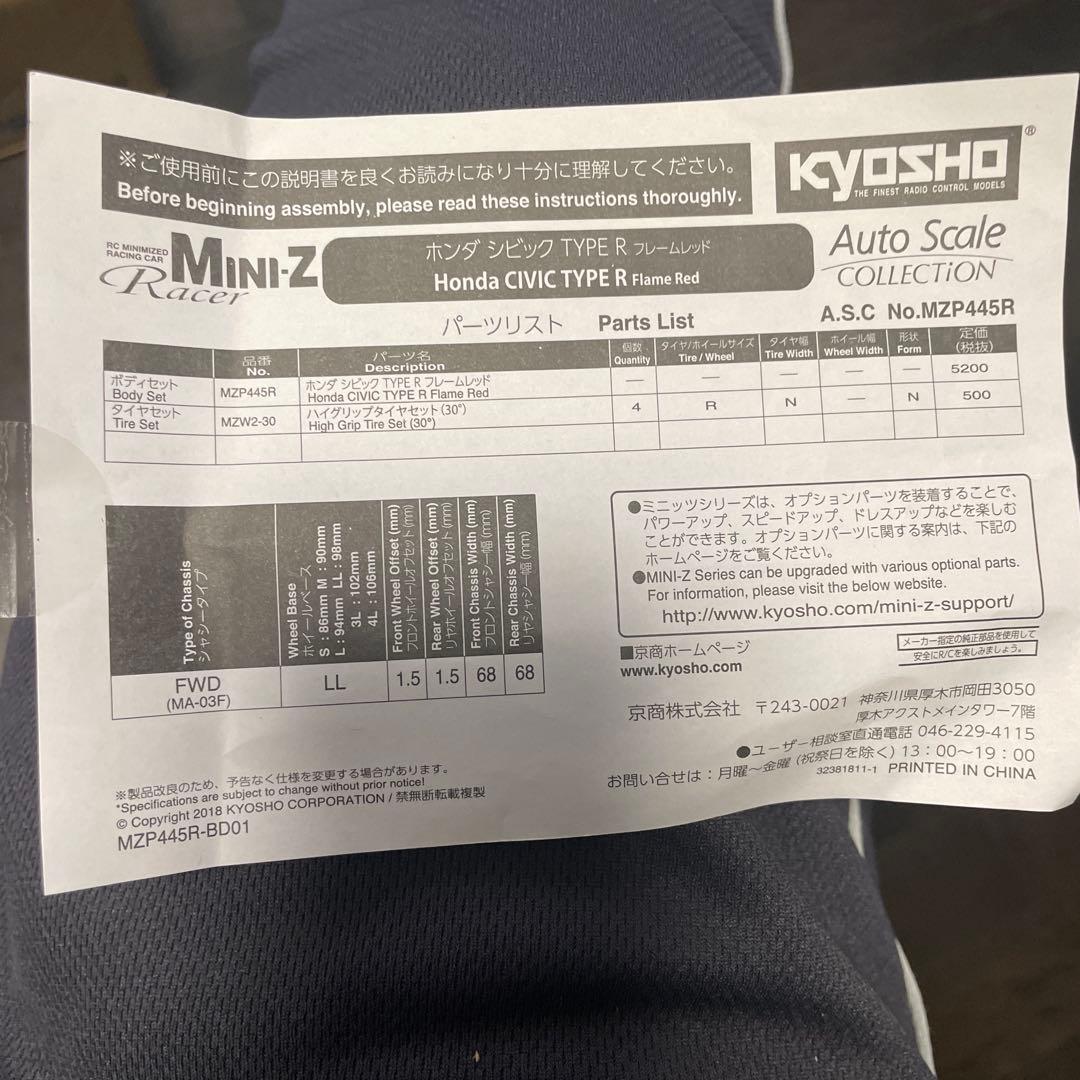 ※ご使用前にこの説明書を良くお読みになり十分に理解してください。
Before beginning assembly, please read these instructions thoroughly.
KYOSHO®
THE FINEST RADIO CONTROL MODELS
RC MINIMIZED
RACING CAR
MINI-Z
Racer
ホンダ シビック TYPE R フレームレッド
Honda CIVIC TYPE R Flame Red
Auto Scale
COLLECTiON
A.S.C No.MZP445R
パーツリスト Parts List
品番 No. パーツ名 Description 個数 Quantity タイヤ/ホイールサイズ Tire / Wheel タイヤ幅 Tire Width ホイール幅 Wheel Width 形状 Form 定価 (税抜)
ボディセット Body Set MZP445R ホンダ シビック TYPE R フレームレッド Honda CIVIC TYPE R Flame Red — — — — — 5200
タイヤセット Tire Set MZW2-30 ハイグリップタイヤセット (30°) High Grip Tire Set (30°) 4 R N — N 500
Type of Chassis
シャシータイプ
Wheel Base
ホイールベース
S : 86mm M : 90mm
L : 94mm LL : 98mm
3L : 102mm
4L : 106mm
Front Wheel Offset (mm)
フロントホイールオフセット(mm)
Rear Wheel Offset (mm)
リヤホイールオフセット(mm)
Front Chassis Width (mm)
フロントシャシー幅 (mm)
Rear Chassis Width (mm)
リヤシャシー幅 (mm)
FWD (MA-03F) LL 1.5 1.5 68 68
●ミニッツシリーズは、オプションパーツを装着することで、
パワーアップ、スピードアップ、ドレスアップなどを楽しむ
ことができます。オプションパーツに関する案内は、下記の
ホームページをご覧ください。
●MINI-Z Series can be upgraded with various optional parts.
For information, please visit the below website.
http://www.kyosho.com/mini-z-support/
■京商ホームページ
www.kyosho.com
メーカー指定の純正部品を使用して
安全にR/Cを楽しみましょう。
京商株式会社 〒243-0021 神奈川県厚木市岡田3050
厚木アクストメインタワー7階
●ユーザー相談室直通電話 046-229-4115
お問い合せは：月曜〜金曜 (祝祭日を除く) 13：00〜19：00
32381811-1 PRINTED IN CHINA
※製品改良のため、予告なく仕様を変更する場合があります。
*Specifications are subject to change without prior notice!
© Copyright 2018 KYOSHO CORPORATION / 禁無断転載複製
MZP445R-BD01